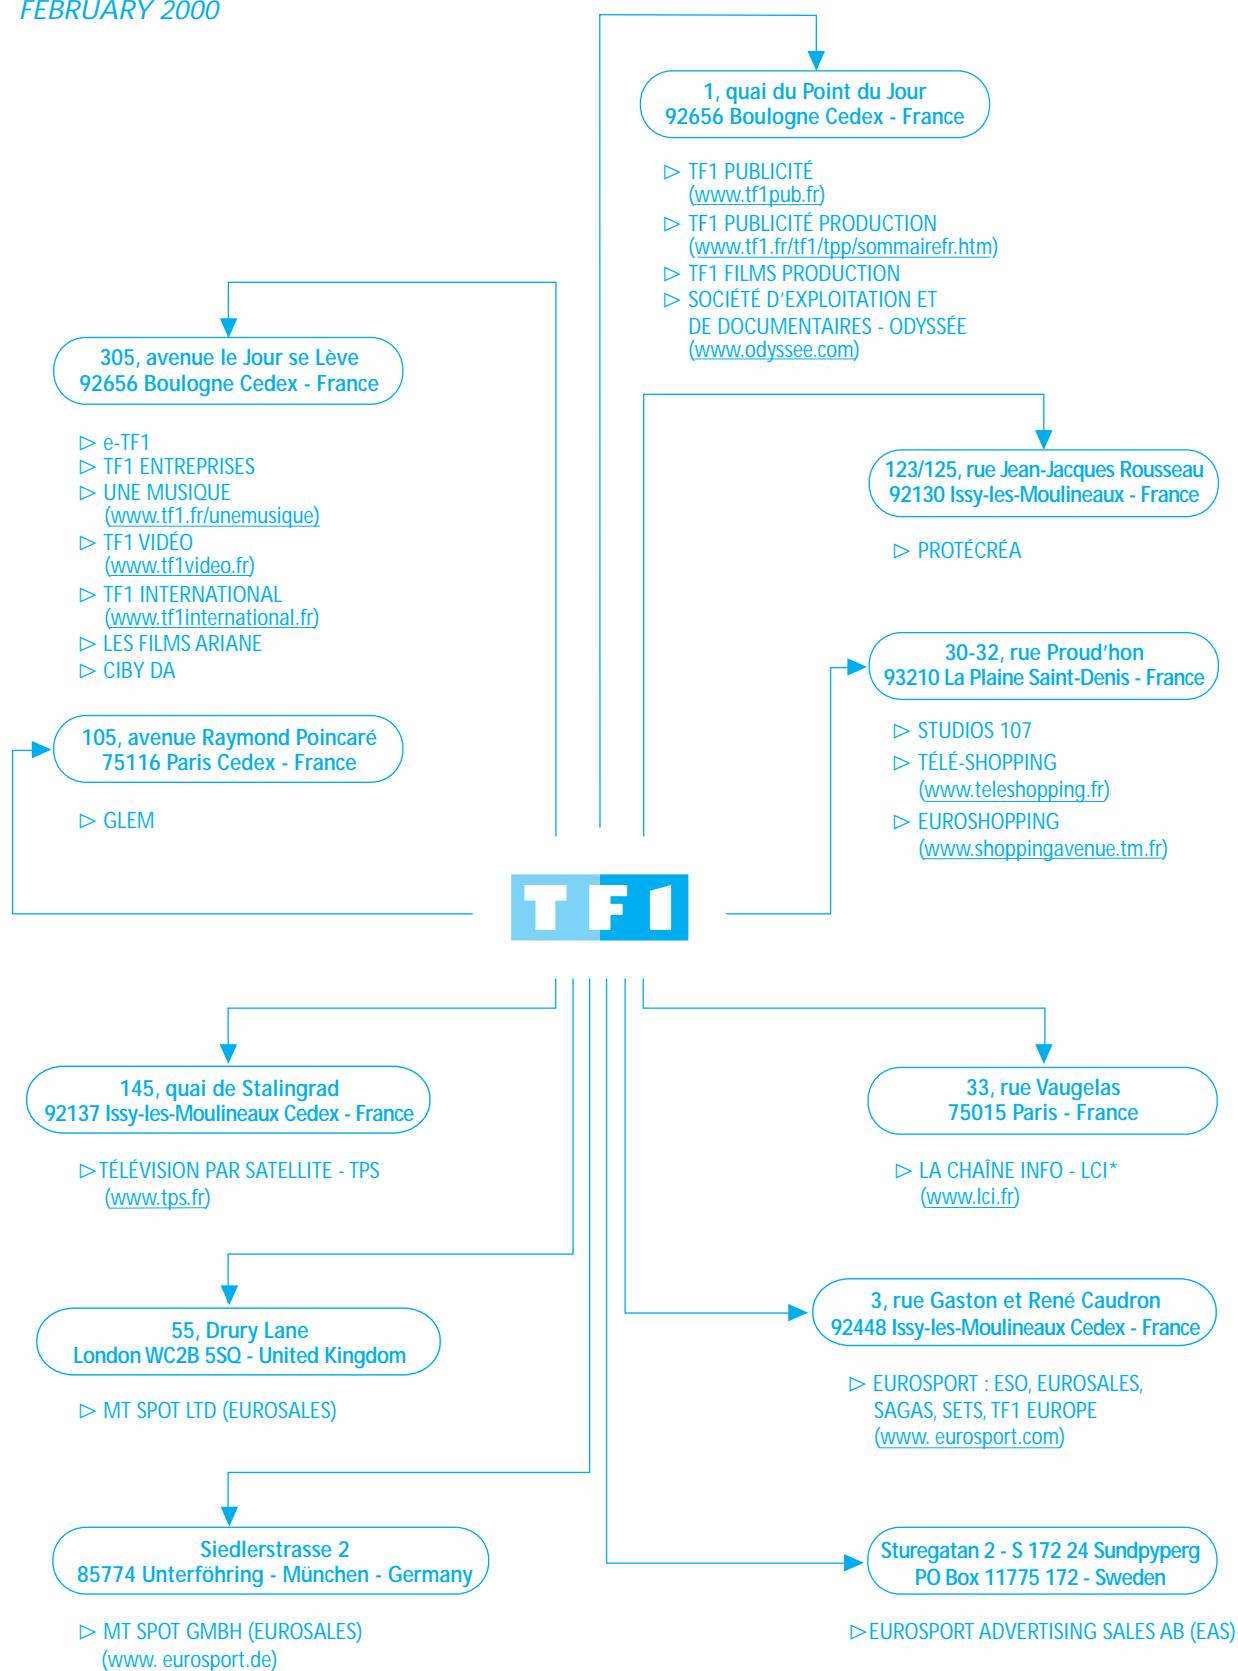 FEBRUARY 2000
1, quai du Point du Jour
92656 Boulogne Cedex - France
▷ TF1 PUBLICITÉ
(www.tf1pub.fr)
▷ TF1 PUBLICITÉ PRODUCTION
(www.tf1.fr/tf1/tpp/sommairefr.htm)
▷ TF1 FILMS PRODUCTION
▷ SOCIÉTÉ D'EXPLOITATION ET
DE DOCUMENTAIRES - ODYSSÉE
(www.odyssee.com)
305, avenue le Jour se Lève
92656 Boulogne Cedex - France
▷ e-TF1
▷ TF1 ENTREPRISES
▷ UNE MUSIQUE
(www.tf1.fr/unemusique)
▷ TF1 VIDÉO
(www.tf1video.fr)
▷ TF1 INTERNATIONAL
(www.tf1international.fr)
▷ LES FILMS ARIANE
▷ CIBY DA
123/125, rue Jean-Jacques Rousseau
92130 Issy-les-Moulineaux - France
▷ PROTÉCRÉA
30-32, rue Proud'hon
93210 La Plaine Saint-Denis - France
▷ STUDIOS 107
▷ TÉLÉ-SHOPPING
(www.teleshopping.fr)
▷ EUROSHOPPING
(www.shoppingavenue.tm.fr)
105, avenue Raymond Poincaré
75116 Paris Cedex - France
▷ GLEM
TF1
145, quai de Stalingrad
92137 Issy-les-Moulineaux Cedex - France
▷ TÉLÉVISION PAR SATELLITE - TPS
(www.tps.fr)
33, rue Vaugelas
75015 Paris - France
▷ LA CHAÎNE INFO - LCI*
(www.lci.fr)
55, Drury Lane
London WC2B 5SQ - United Kingdom
▷ MT SPOT LTD (EUROSALES)
3, rue Gaston et René Caudron
92448 Issy-les-Moulineaux Cedex - France
▷ EUROSPORT : ESO, EUROSALES,
SAGAS, SETS, TF1 EUROPE
(www. eurosport.com)
Siedlerstrasse 2
85774 Unterföhring - München - Germany
▷ MT SPOT GMBH (EUROSALES)
(www. eurosport.de)
Sturegatan 2 - S 172 24 Sundpyperg
PO Box 11775 172 - Sweden
▷ EUROSPORT ADVERTISING SALES AB (EAS)